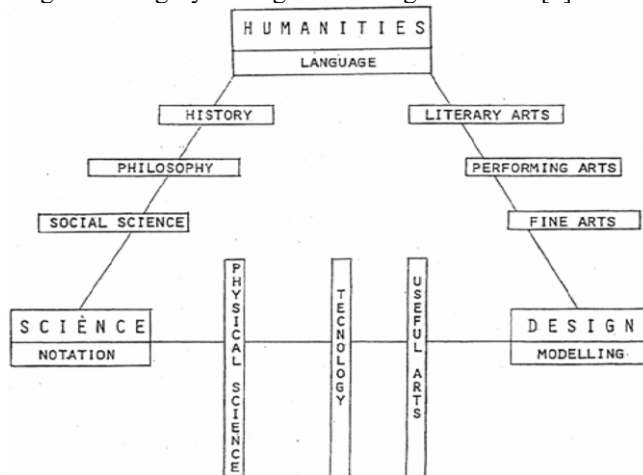 HUMANITIES
LANGUAGE
HISTORY
LITERARY ARTS
PHILOSOPHY
PERFORMING ARTS
SOCIAL SCIENCE
FINE ARTS
SCIENCE
NOTATION
PHYSICAL SCIENCE
TECNOLOGY
USEFUL ARTS
DESIGN
MODELLING